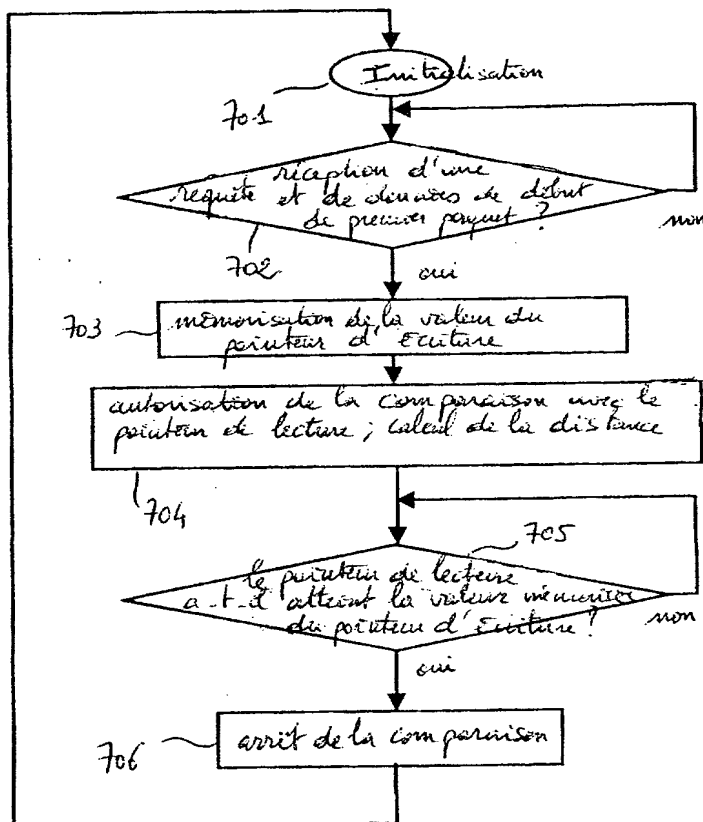 Initialisation
701
réception d'une
requête et de données de début
de premier paquet ?
non
702
oui
703
mémorisation de la valeur du
pointeur d'écriture
autorisation de la comparaison avec le
pointeur de lecture ; calcul de la distance
704
705
le pointeur de lecture
a-t-il atteint la valeur mémorisée
du pointeur d'écriture ?
non
oui
706
arrêt de la comparaison